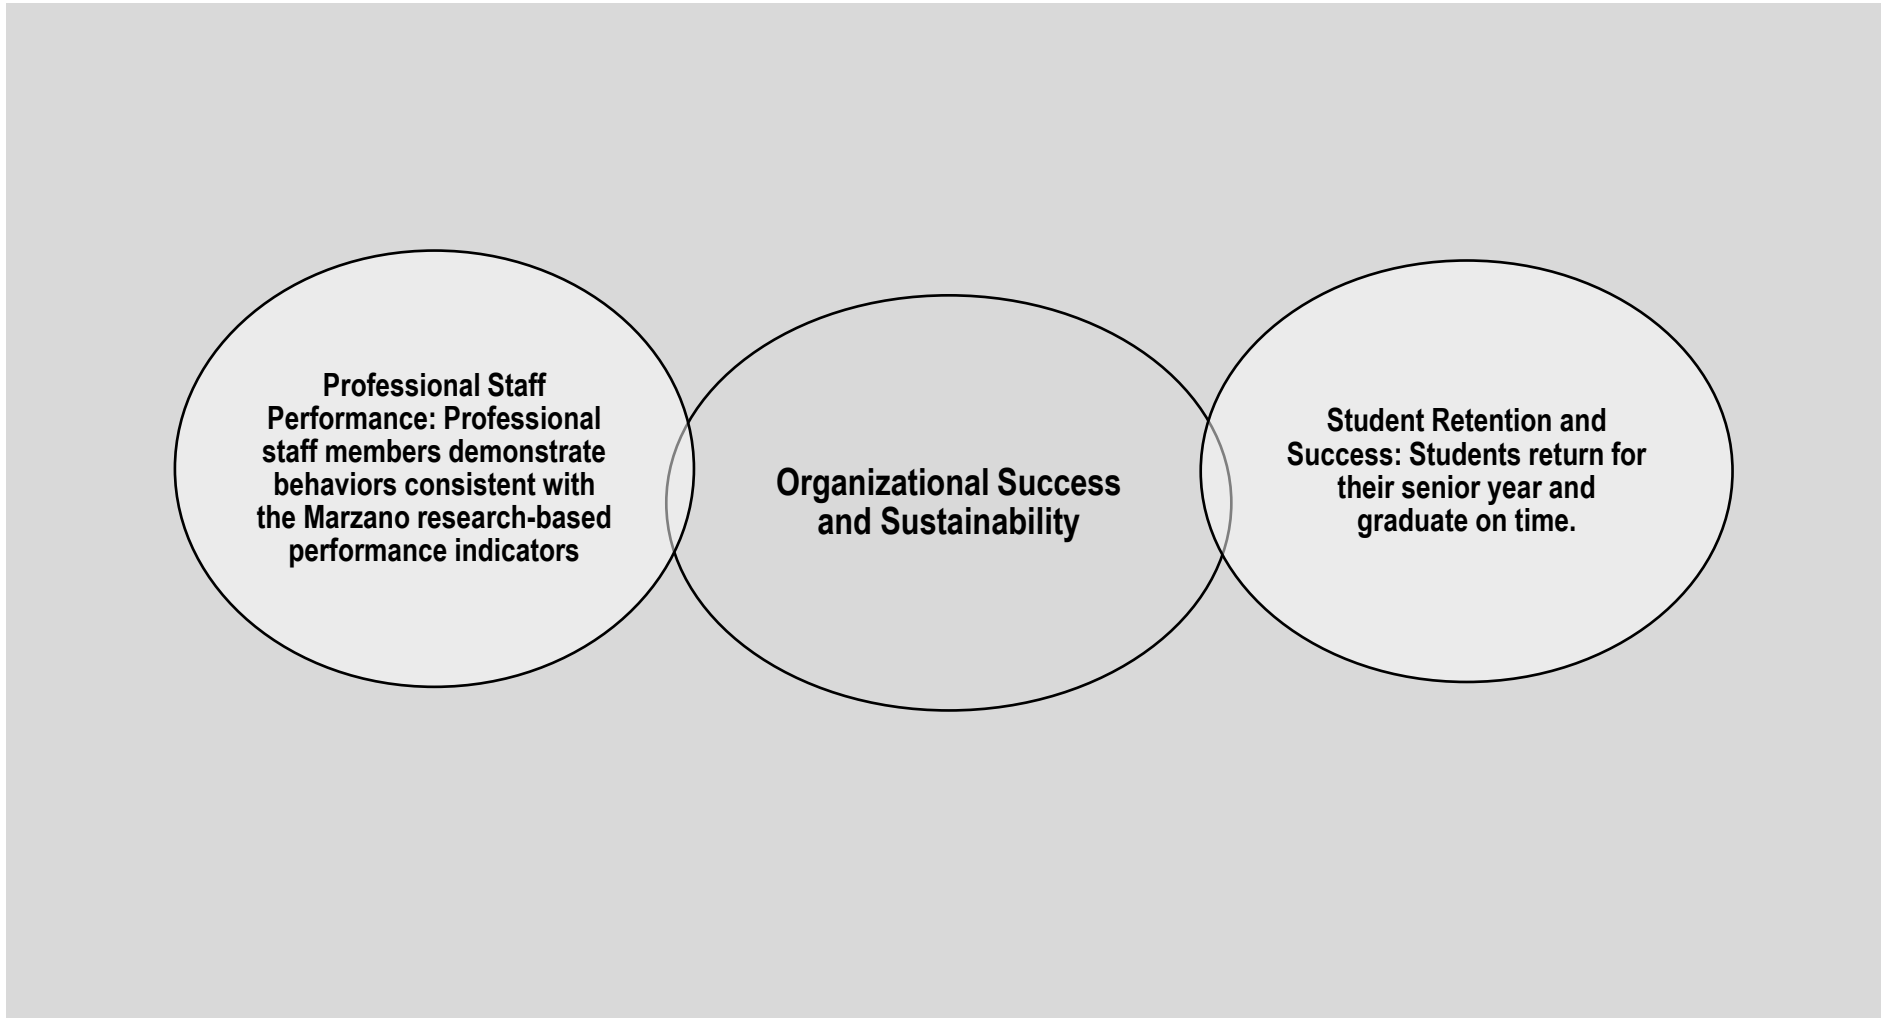 Professional Staff
Performance: Professional
staff members demonstrate
behaviors consistent with
the Marzano research-based
performance indicators
Organizational Success
and Sustainability
Student Retention and
Success: Students return for
their senior year and
graduate on time.